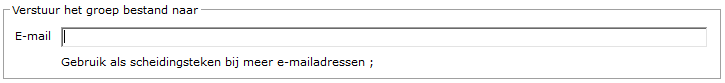 Verstuur het groep bestand naar
E-mail
Gebruik als scheidingsteken bij meer e-mailadressen ;